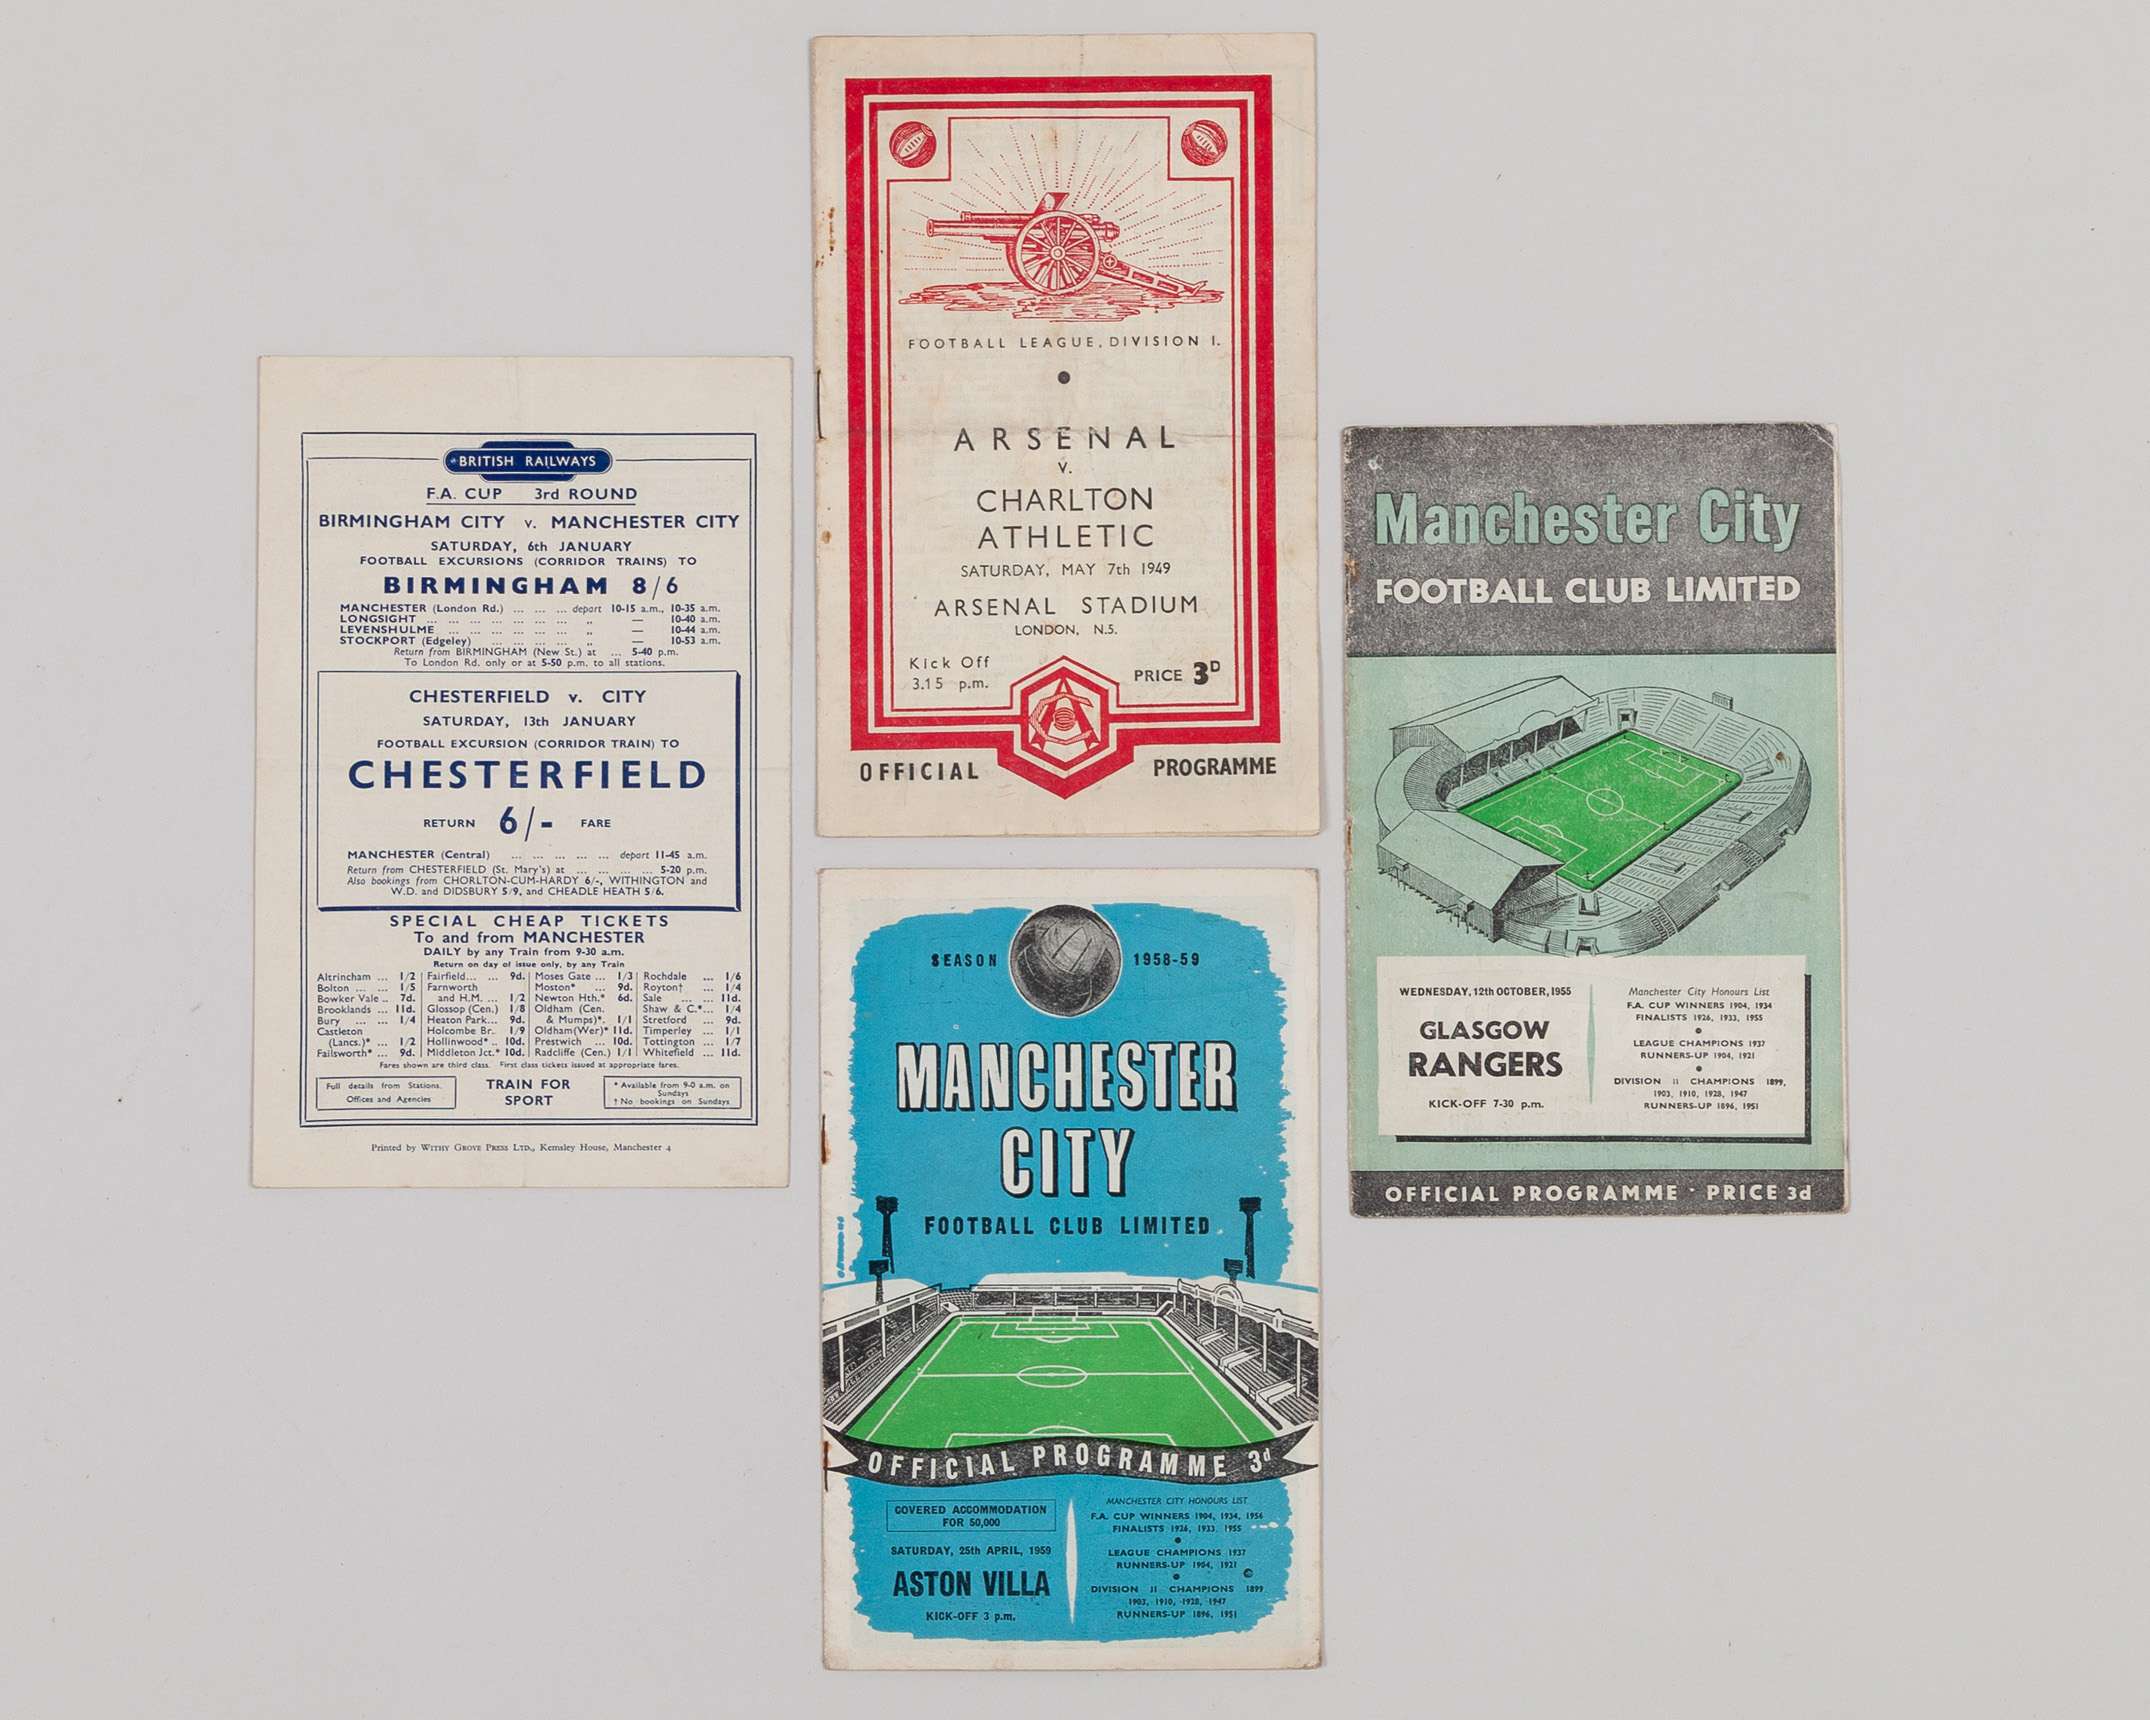 BRITISH RAILWAYS
F.A. CUP 3rd ROUND
BIRMINGHAM CITY v. MANCHESTER CITY
SATURDAY, 6th JANUARY
FOOTBALL EXCURSIONS (CORRIDOR TRAINS) TO
BIRMINGHAM 8/6
MANCHESTER (London Rd.) ... ... ... depart 10-15 a.m., 10-35 a.m.
LONGSIGHT ... ... ... ... ... ... ... „ — 10-40 a.m.
LEVENSHULME ... ... ... ... ... ... „ — 10-44 a.m.
STOCKPORT (Edgeley) ... ... ... ... ... „ — 10-53 a.m.
Return from BIRMINGHAM (New St.) at ... 5-40 p.m.
To London Rd. only or at 5-50 p.m. to all stations.
CHESTERFIELD v. CITY
SATURDAY, 13th JANUARY
FOOTBALL EXCURSION (CORRIDOR TRAIN) TO
CHESTERFIELD
RETURN 6/- FARE
MANCHESTER (Central) ... ... ... ... ... ... depart 11-45 a.m.
Return from CHESTERFIELD (St. Mary's) at ... ... ... ... 5-20 p.m.
Also bookings from CHORLTON-CUM-HARDY 6/-, WITHINGTON and
W.D. and DIDSBURY 5/9, and CHEADLE HEATH 5/6.
SPECIAL CHEAP TICKETS
To and from MANCHESTER
DAILY by any Train from 9-30 a.m.
Return on day of issue only, by any Train
Altrincham ... 1/2
Bolton ... ... 1/5
Bowker Vale .. 7d.
Brooklands ... 11d.
Bury ... ... 1/4
Castleton
(Lancs.)* ... 1/2
Failsworth* ... 9d.
Fairfield... ... 9d.
Farnworth
and H.M. ... 1/2
Glossop (Cen.) 1/8
Heaton Park... 9d.
Holcombe Br. 1/9
Hollinwood* .. 10d.
Middleton Jct.* 10d.
Moses Gate ... 1/3
Moston* ... 9d.
Newton Hth.* 6d.
Oldham (Cen.
& Mumps)*. 1/1
Oldham(Wer)* 11d.
Prestwich ... 10d.
Radcliffe (Cen.) 1/1
Rochdale ... 1/6
Royton† ... 1/4
Sale ... ... 11d.
Shaw & C.*... 1/4
Stretford ... 9d.
Timperley ... 1/1
Tottington ... 1/7
Whitefield ... 11d.
Fares shown are third class. First class tickets issued at appropriate fares.
Full details from Stations,
Offices and Agencies
TRAIN FOR
SPORT
* Available from 9-0 a.m. on
Sundays
† No bookings on Sundays
Printed by WITHY GROVE PRESS LTD., Kemsley House, Manchester 4
FOOTBALL LEAGUE, DIVISION I.
ARSENAL
v.
CHARLTON
ATHLETIC
SATURDAY, MAY 7th 1949
ARSENAL STADIUM
LONDON, N.5.
Kick Off
3.15 p.m.
PRICE 3D
OFFICIAL PROGRAMME
SEASON 1958-59
MANCHESTER
CITY
FOOTBALL CLUB LIMITED
OFFICIAL PROGRAMME 3d
COVERED ACCOMMODATION
FOR 50,000
SATURDAY, 25th APRIL, 1959
ASTON VILLA
KICK-OFF 3 p.m.
MANCHESTER CITY HONOURS LIST
F.A. CUP WINNERS 1904, 1934, 1956
FINALISTS 1926, 1933, 1955
LEAGUE CHAMPIONS 1937
RUNNERS-UP 1904, 1921
DIVISION II CHAMPIONS 1899
1903, 1910, 1928, 1947
RUNNERS-UP 1896, 1951
Manchester City
FOOTBALL CLUB LIMITED
WEDNESDAY, 12th OCTOBER, 1955
GLASGOW
RANGERS
KICK-OFF 7-30 p.m.
Manchester City Honours List
F.A. CUP WINNERS 1904, 1934
FINALISTS 1926, 1933, 1955
LEAGUE CHAMPIONS 1937
RUNNERS-UP 1904, 1921
DIVISION II CHAMPIONS 1899,
1903, 1910, 1928, 1947
RUNNERS-UP 1896, 1951
OFFICIAL PROGRAMME · PRICE 3d